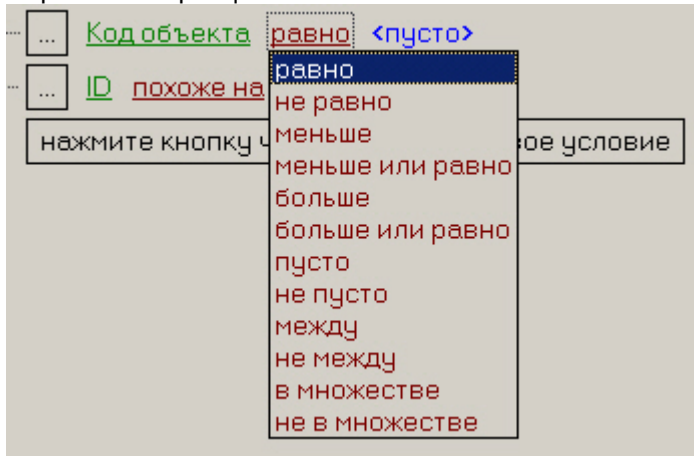 ... Код объекта равно <пусто>
... ID похоже на
нажмите кнопку ое условие
равно
не равно
меньше
меньше или равно
больше
больше или равно
пусто
не пусто
между
не между
в множестве
не в множестве